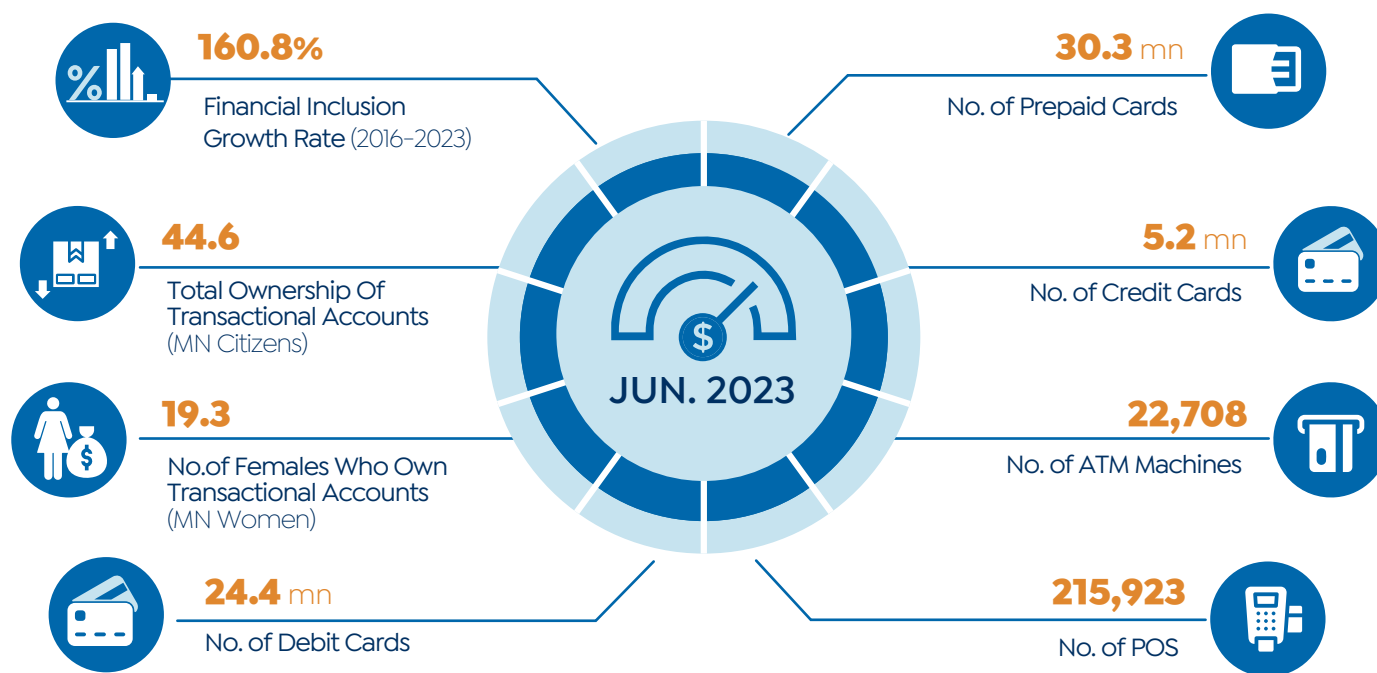 160.8%
Financial Inclusion
Growth Rate (2016-2023)
44.6
Total Ownership Of
Transactional Accounts
(MN Citizens)
19.3
No.of Females Who Own
Transactional Accounts
(MN Women)
24.4 mn
No. of Debit Cards
%
$
$
JUN. 2023
30.3 mn
No. of Prepaid Cards
5.2 mn
No. of Credit Cards
22,708
No. of ATM Machines
215,923
No. of POS